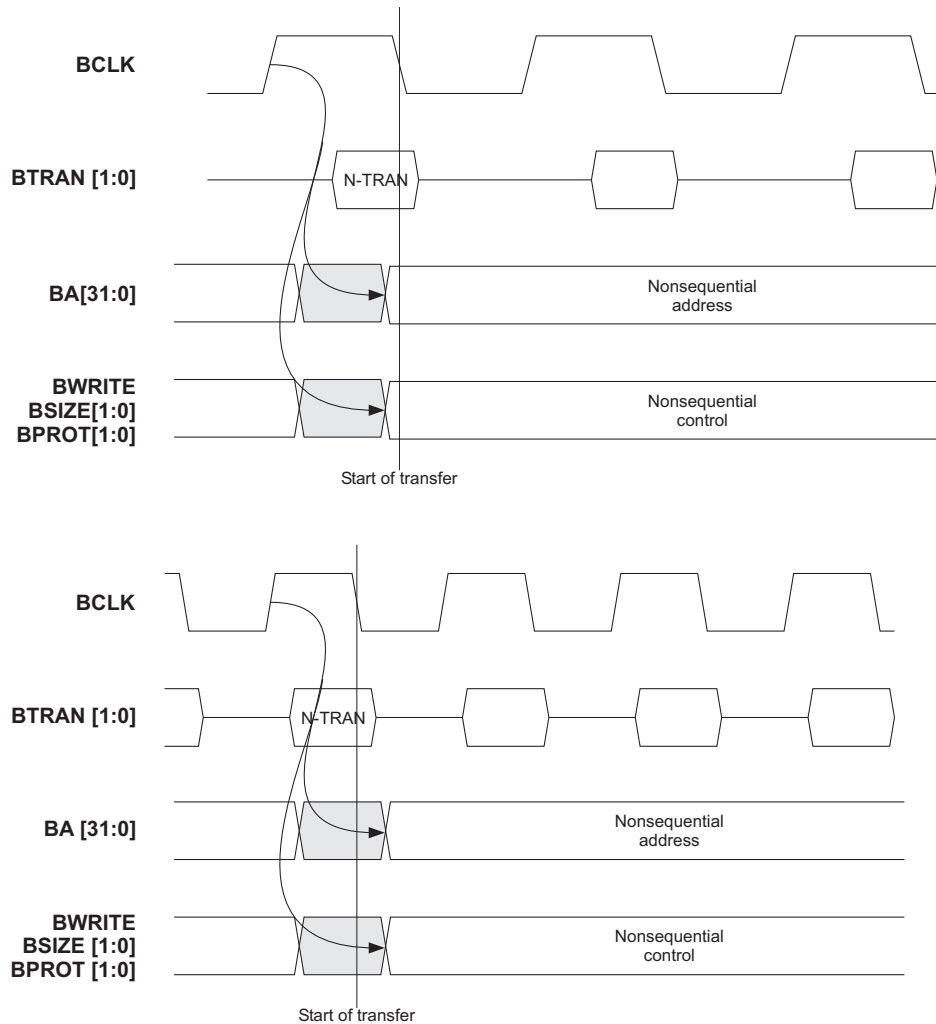 BCLK
BTRAN [1:0]
N-TRAN
BA[31:0]
Nonsequential
address
BWRITE
BSIZE[1:0]
BPROT[1:0]
Nonsequential
control
Start of transfer
BCLK
BTRAN [1:0]
N-TRAN
BA [31:0]
Nonsequential
address
BWRITE
BSIZE [1:0]
BPROT [1:0]
Nonsequential
control
Start of transfer